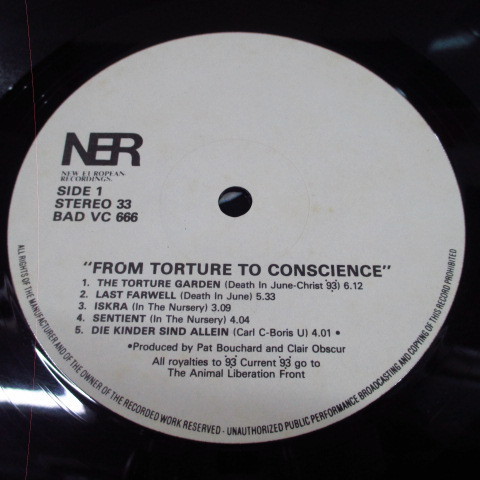 NER
NEW EUROPEAN
RECORDINGS.
SIDE 1
STEREO 33
BAD VC 666
"FROM TORTURE TO CONSCIENCE"
1. THE TORTURE GARDEN (Death In June-Christ '93') 6.12
2. LAST FARWELL (Death In June) 5.33
3. ISKRA (In The Nursery) 3.09
4. SENTIENT (In The Nursery) 4.04
5. DIE KINDER SIND ALLEIN (Carl C-Boris U) 4.01 •
•Produced by Pat Bouchard and Clair Obscur
All royalties to '93' Current '93' go to
The Animal Liberation Front
ALL RIGHTS OF THE MANUFACTURER AND OF THE OWNER OF THE RECORDED WORK RESERVED - UNAUTHORIZED PUBLIC PERFORMANCE BROADCASTING AND COPYING OF THIS RECORD PROHIBITED